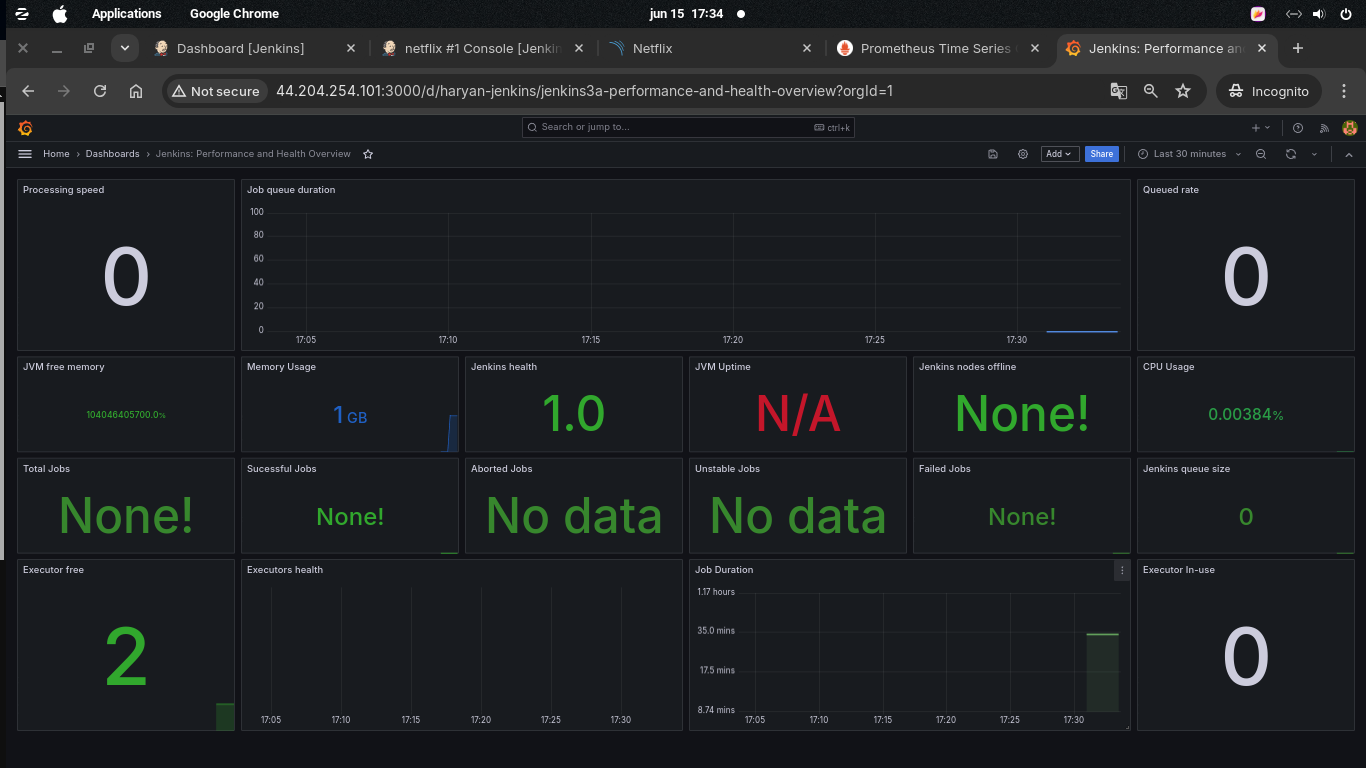 Applications Google Chrome jun 15 17:34
Dashboard [Jenkins] netflix #1 Console [Jenki Netflix Prometheus Time Series Jenkins: Performance an
Not secure 44.204.254.101:3000/d/haryan-jenkins/jenkins3a-performance-and-health-overview?orgId=1 Incognito
Search or jump to... ctrl+k
Home › Dashboards › Jenkins: Performance and Health Overview Add Share Last 30 minutes
Processing speed
0
Job queue duration
100
80
60
40
20
0
17:05 17:10 17:15 17:20 17:25 17:30
Queued rate
0
JVM free memory
104046405700.0%
Memory Usage
1 GB
Jenkins health
1.0
JVM Uptime
N/A
Jenkins nodes offline
None!
CPU Usage
0.00384%
Total Jobs
None!
Sucessful Jobs
None!
Aborted Jobs
No data
Unstable Jobs
No data
Failed Jobs
None!
Jenkins queue size
0
Executor free
2
Executors health
17:05 17:10 17:15 17:20 17:25 17:30
Job Duration
1.17 hours
35.0 mins
17.5 mins
8.74 mins
17:05 17:10 17:15 17:20 17:25 17:30
Executor In-use
0